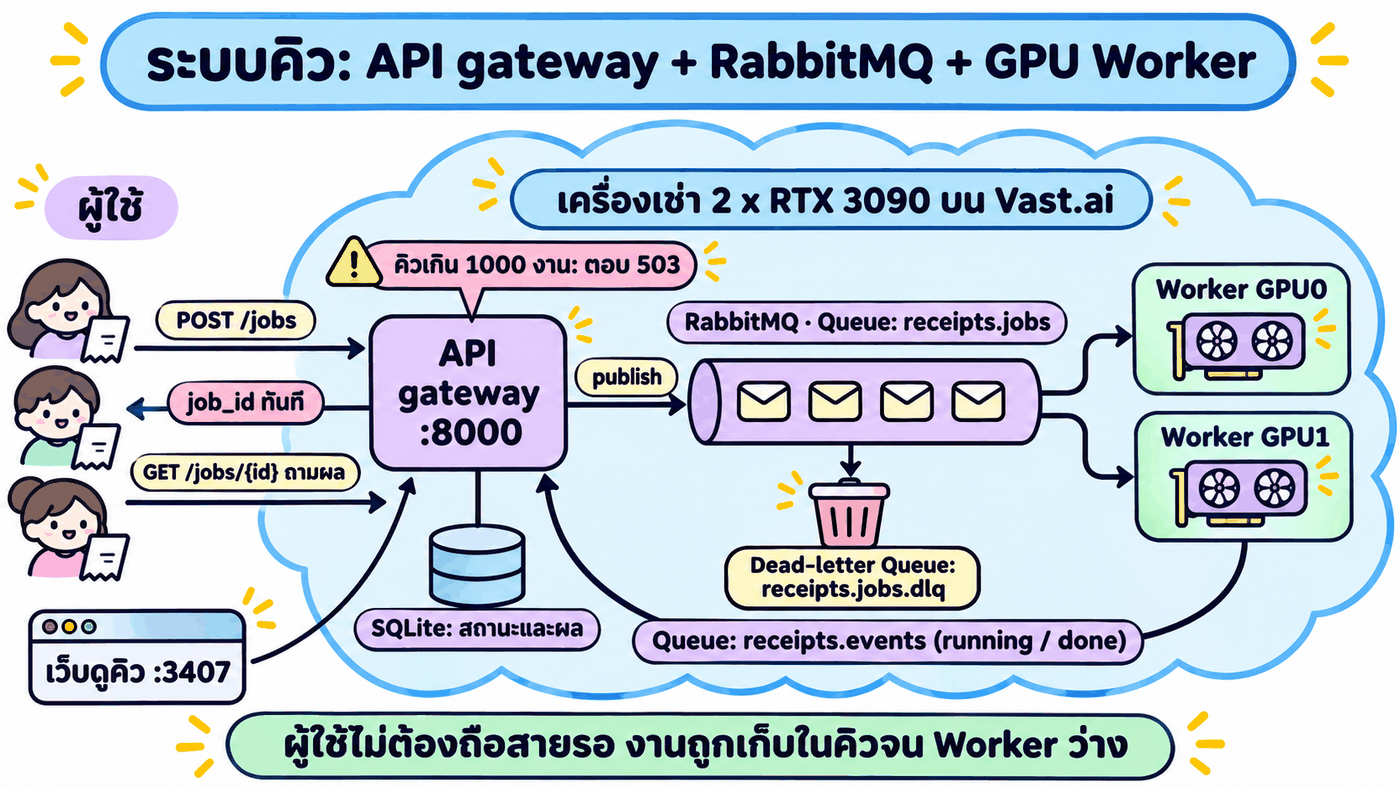 ระบบคิว: API gateway + RabbitMQ + GPU Worker
ผู้ใช้
เครื่องเช่า 2 x RTX 3090 บน Vast.ai
คิวเกิน 1000 งาน: ตอบ 503
POST /jobs
job_id ทันที
GET /jobs/{id} ถามผล
API
gateway
:8000
publish
RabbitMQ · Queue: receipts.jobs
Worker GPU0
Worker GPU1
Dead-letter Queue:
receipts.jobs.dlq
SQLite: สถานะและผล
Queue: receipts.events (running / done)
เว็บดูคิว :3407
ผู้ใช้ไม่ต้องถือสายรอ งานถูกเก็บในคิวจน Worker ว่าง